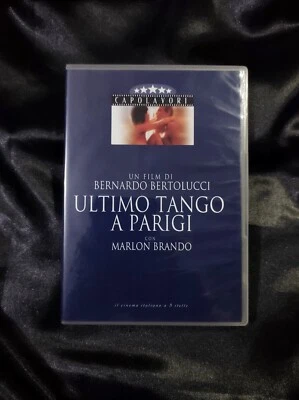 CAPOLAVORI
UN FILM DI
BERNARDO BERTOLUCCI
ULTIMO TANGO
A PARIGI
CON
MARLON BRANDO
il cinema italiano a 5 stelle